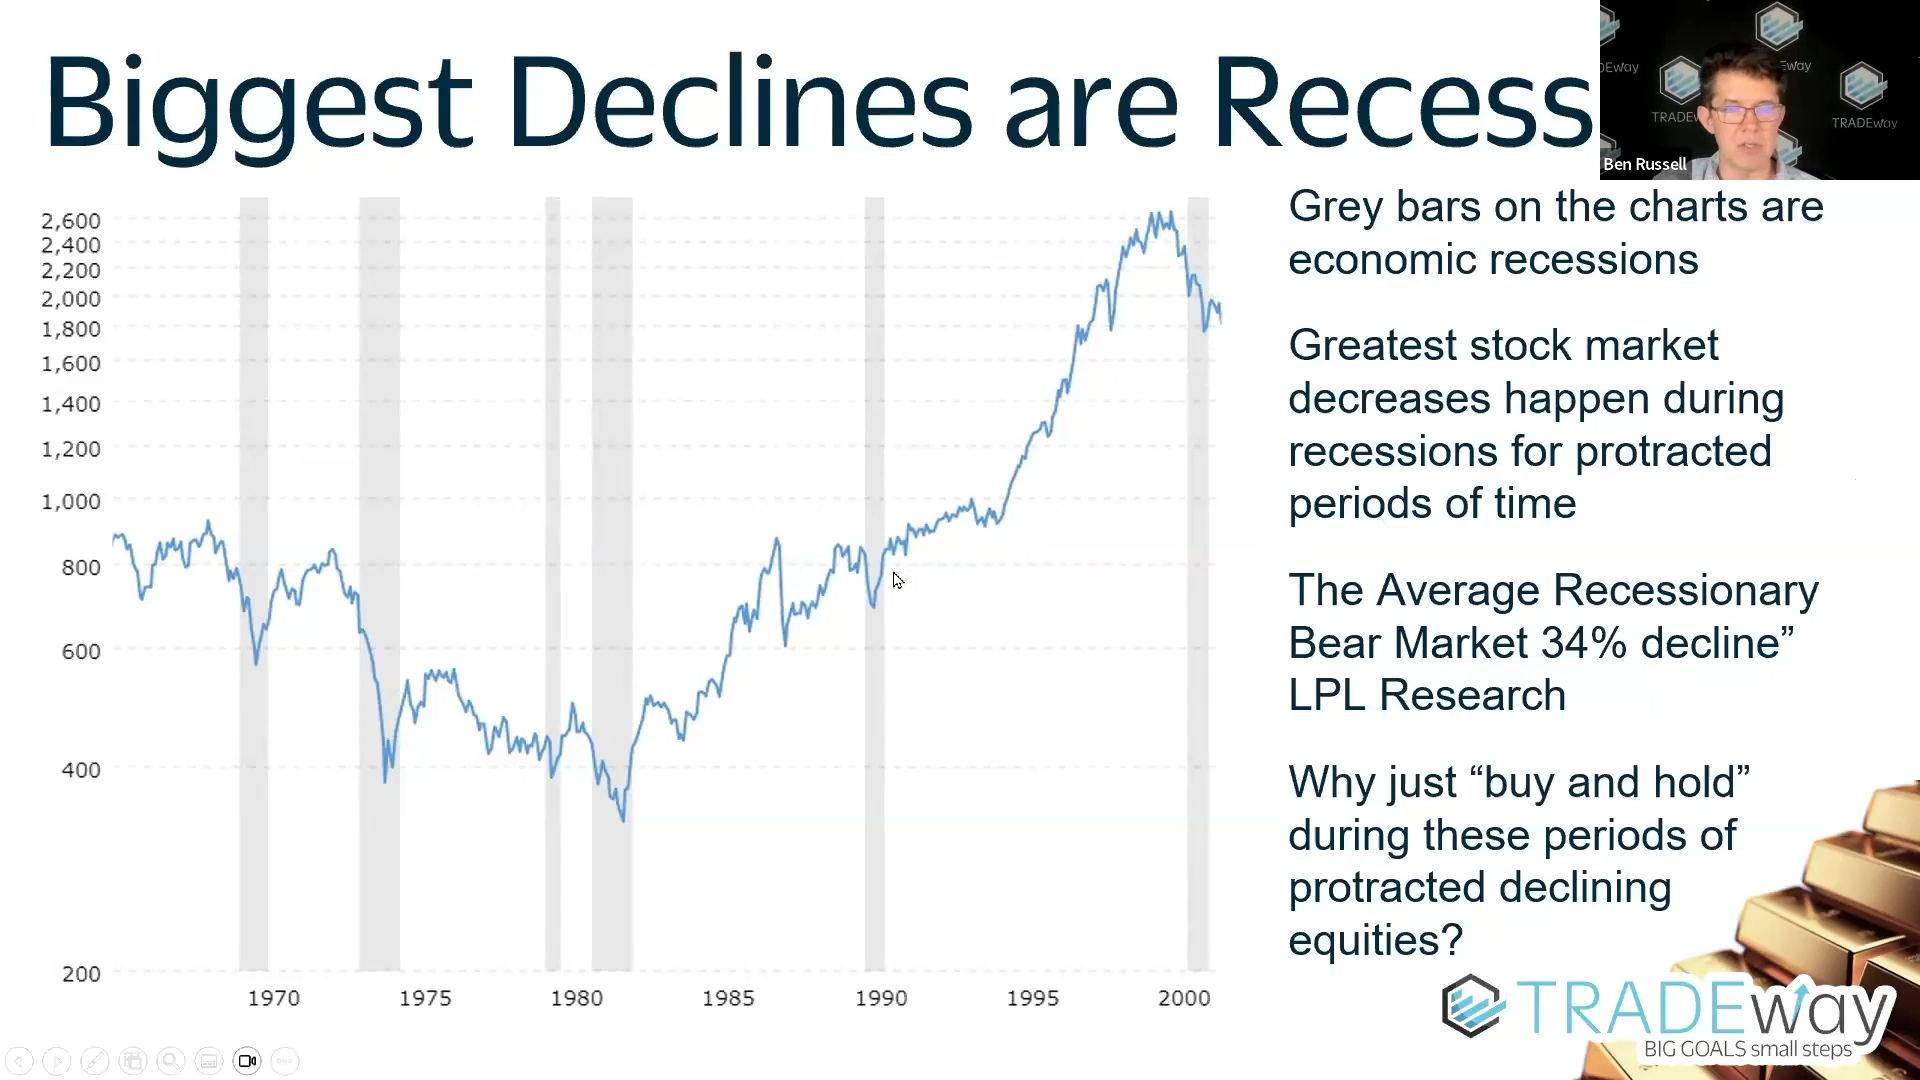 Biggest Declines are Recess
TRADEway
Ben Russell
2,600
2,400
2,200
2,000
1,800
1,600
1,400
1,200
1,000
800
600
400
200
1970 1975 1980 1985 1990 1995 2000
Grey bars on the charts are
economic recessions
Greatest stock market
decreases happen during
recessions for protracted
periods of time
The Average Recessionary
Bear Market 34% decline”
LPL Research
Why just “buy and hold”
during these periods of
protracted declining
equities?
TRADEway
BIG GOALS small steps